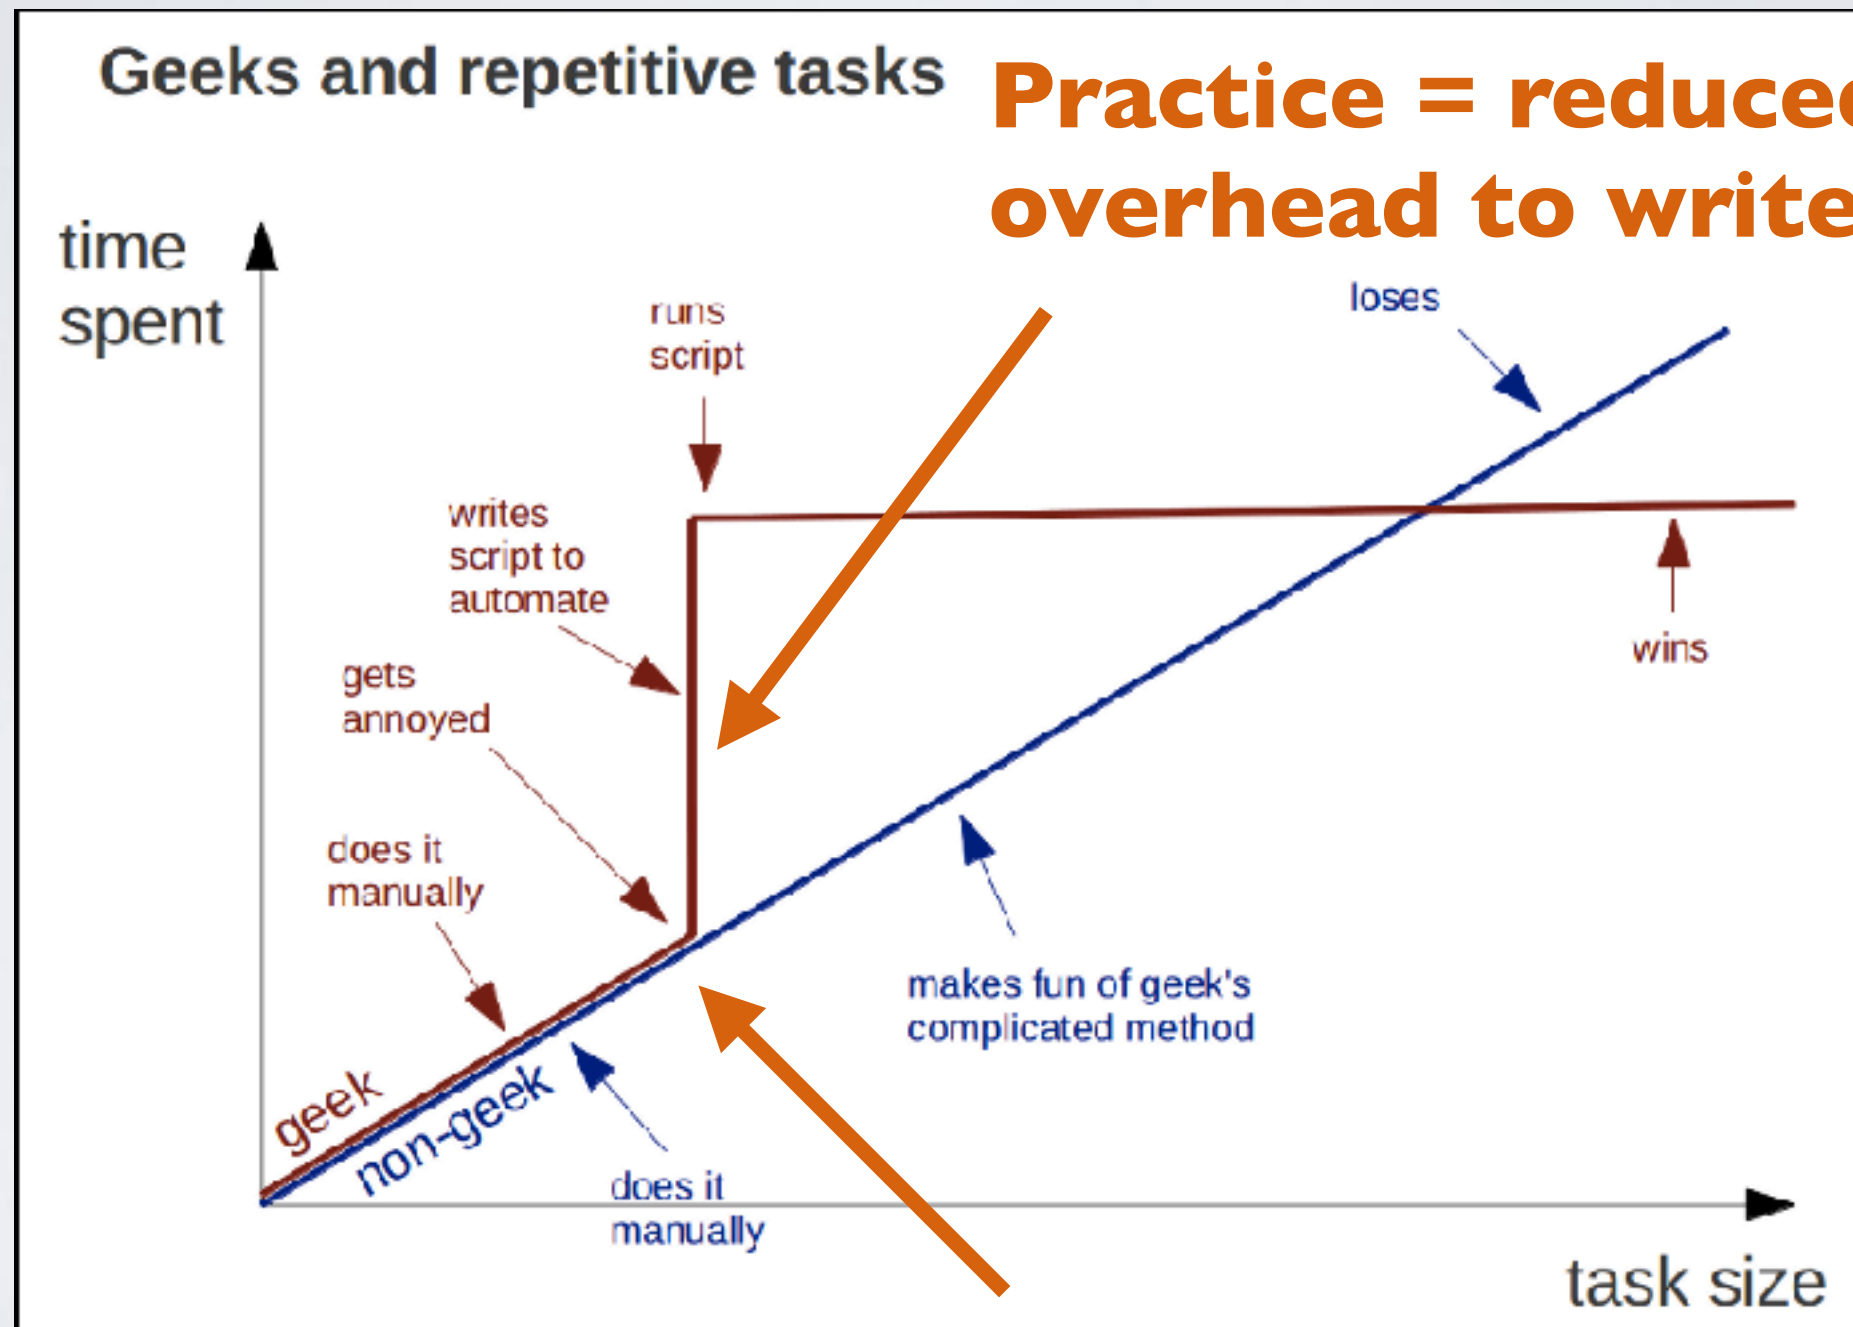 Geeks and repetitive tasks
Practice = reduced
overhead to write
time
spent
runs
script
loses
writes
script to
automate
gets
annoyed
wins
does it
manually
makes fun of geek's
complicated method
geek
non-geek
does it
manually
task size